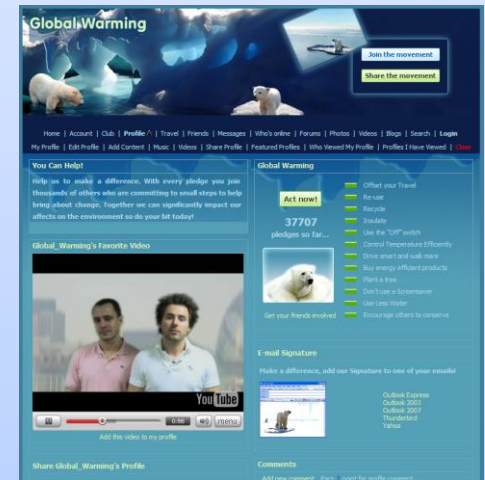 Global Warming
Join the movement
Share the movement
Home | Account | Club | Profile ^ | Travel | Friends | Messages | Who's online | Forums | Photos | Videos | Blogs | Search | Login
My Profile | Edit Profile | Add Content | Music | Videos | Share Profile | Featured Profiles | Who Viewed My Profile | Profiles I Have Viewed | Close
You Can Help!
Help us to make a difference. With every pledge you join
thousands of others who are committing to small steps to help
bring about change. Together we can significantly impact our
affects on the environment so do your bit today!
Global_Warming's Favorite Video
YouTube
0:56
menu
Add this video to my profile
Share Global_Warming's Profile
Global Warming
Act now!
37707
pledges so far...
Get your friends involved
Offset your Travel
Re-use
Recycle
Insulate
Use the "Off" switch
Control Temperature Efficiently
Drive smart and walk more
Buy energy efficient products
Plant a tree
Don't use a Screensaver
Use Less Water
Encourage others to conserve
E-mail Signature
Make a difference, add our Signature to one of your emails!
Outlook Express
Outlook 2003
Outlook 2007
Thunderbird
Yahoo
Comments
Add new comment